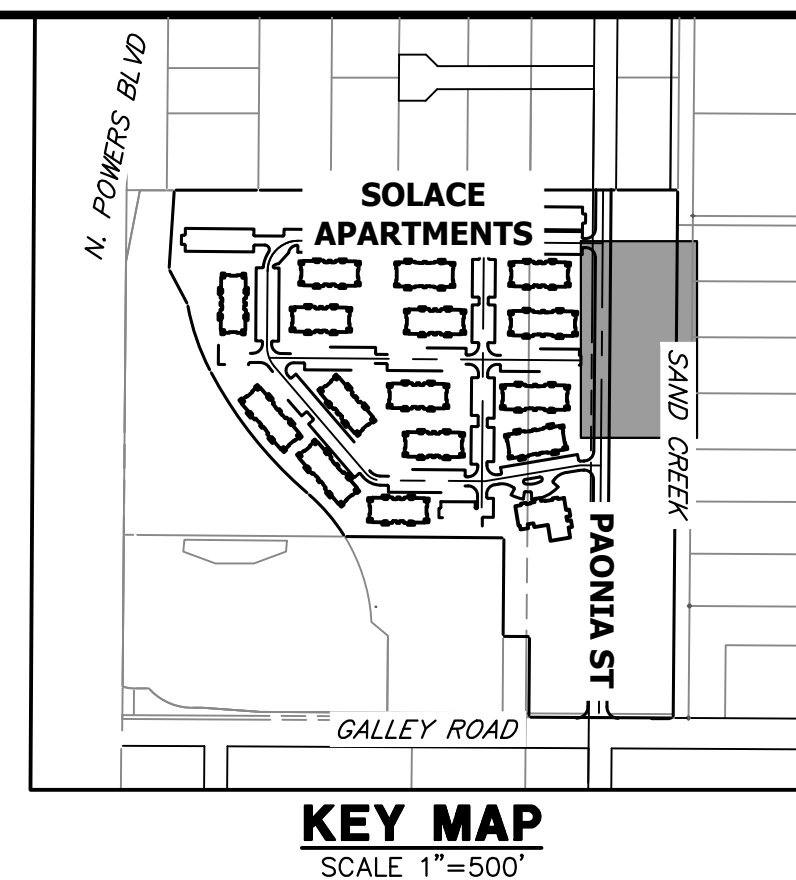 N. POWERS BLVD
SOLACE
APARTMENTS
SAND CREEK
PAONIA ST
GALLEY ROAD
KEY MAP
SCALE 1"=500'